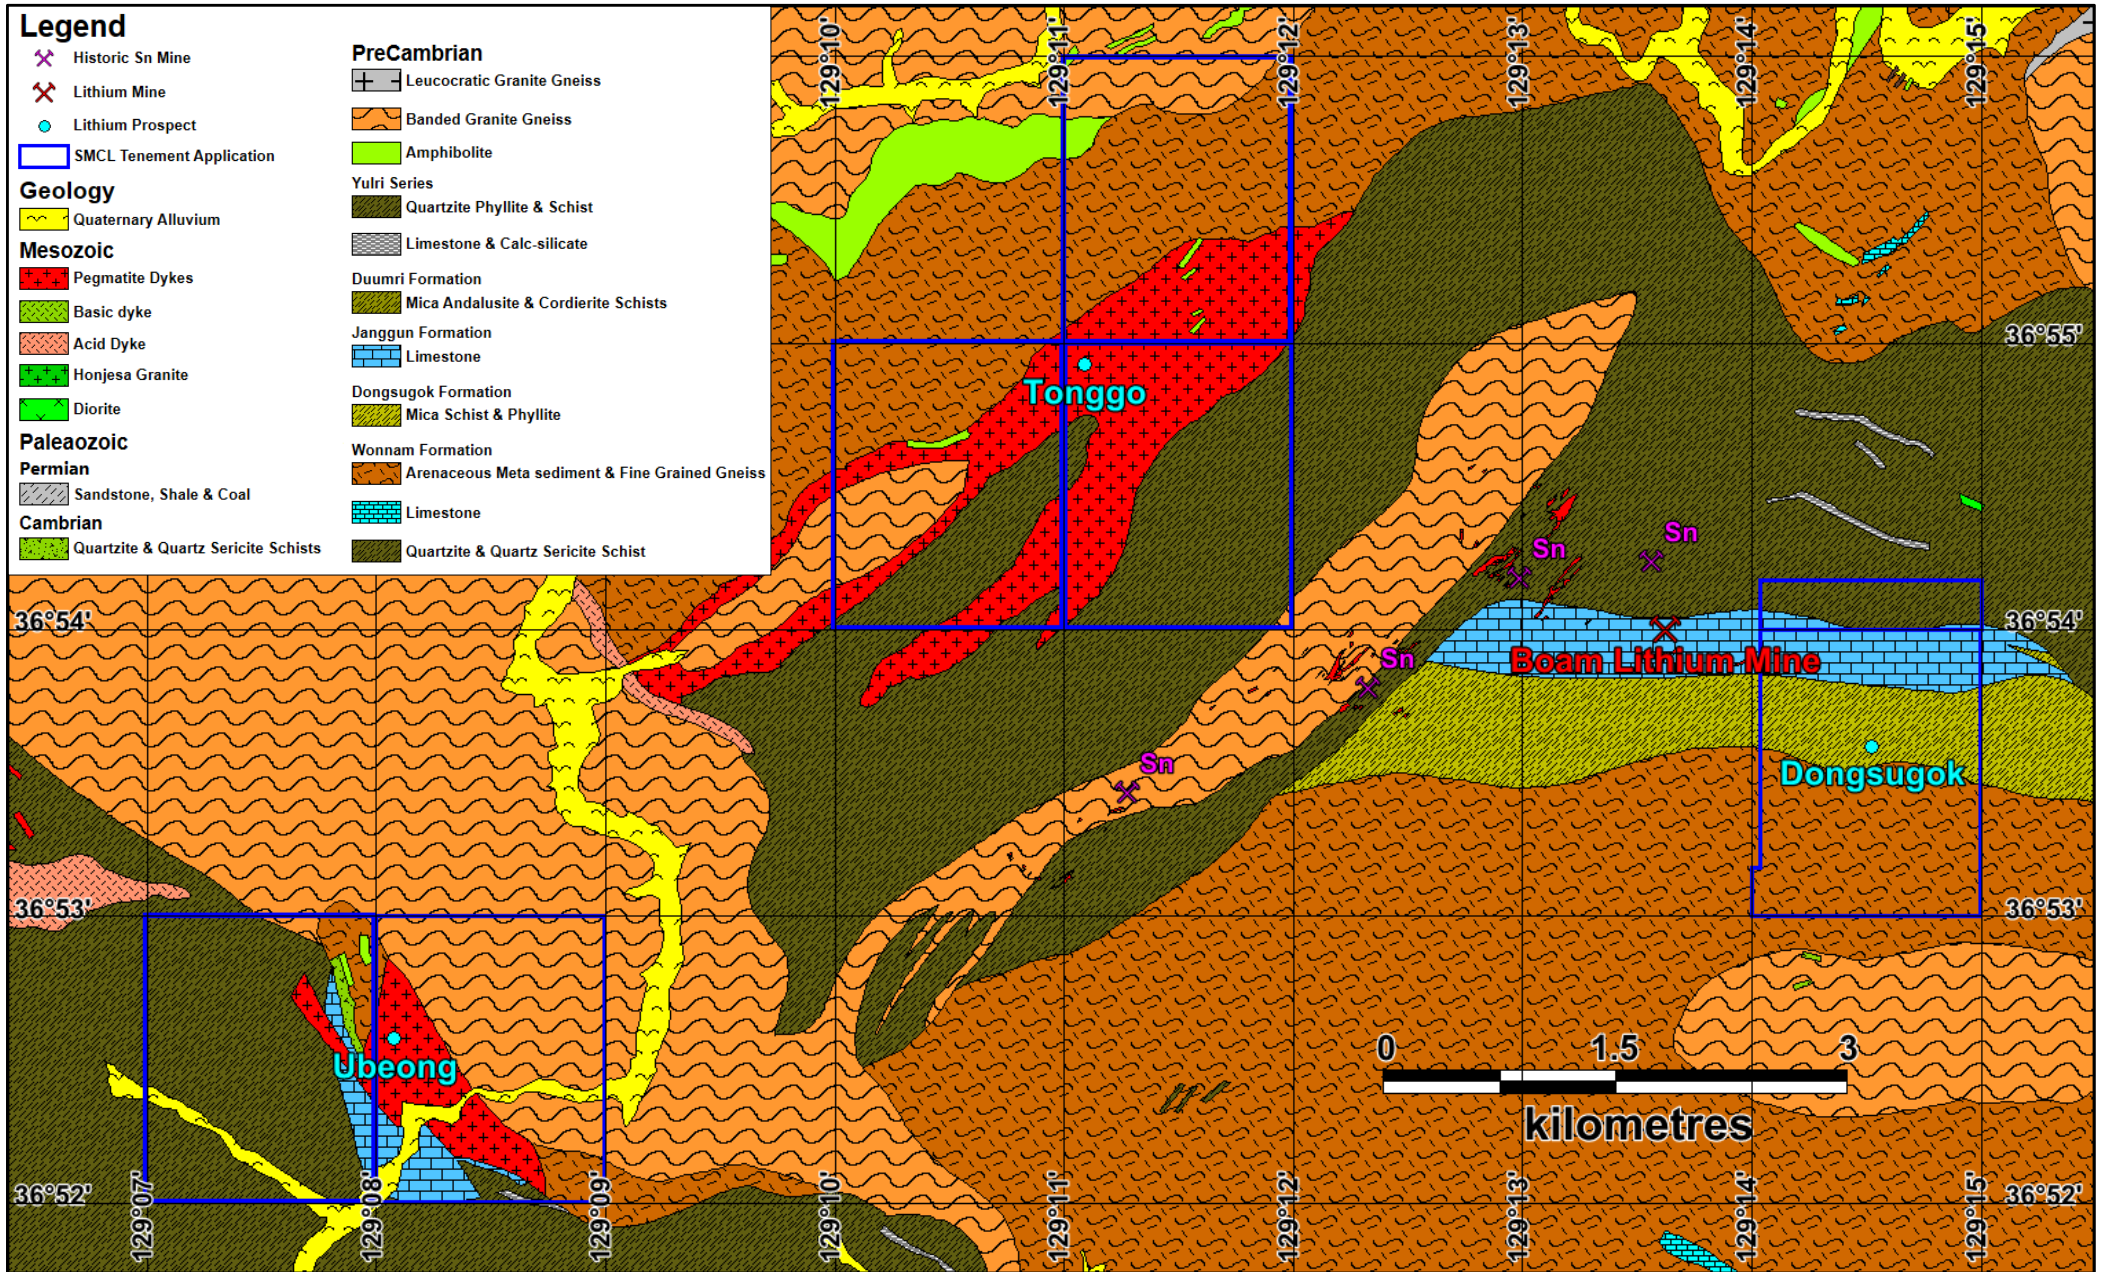 Legend
Historic Sn Mine
Lithium Mine
Lithium Prospect
SMCL Tenement Application
Geology
Quaternary Alluvium
Mesozoic
Pegmatite Dykes
Basic dyke
Acid Dyke
Honjesa Granite
Diorite
Paleaozoic
Permian
Sandstone, Shale & Coal
Cambrian
Quartzite & Quartz Sericite Schists
PreCambrian
Leucocratic Granite Gneiss
Banded Granite Gneiss
Amphibolite
Yulri Series
Quartzite Phyllite & Schist
Limestone & Calc-silicate
Duumri Formation
Mica Andalusite & Cordierite Schists
Janggun Formation
Limestone
Dongsugok Formation
Mica Schist & Phyllite
Wonnam Formation
Arenaceous Meta sediment & Fine Grained Gneiss
Limestone
Quartzite & Quartz Sericite Schist
129°10'
129°11'
129°12'
129°13'
129°14'
129°15'
36°55'
Tonggo
Sn
Sn
36°54'
36°54'
Sn
Boam Lithium Mine
Sn
Dongsugok
36°53'
36°53'
Ubeong
0
1.5
3
kilometres
36°52'
36°52'
129°07'
129°08'
129°09'
129°10'
129°11'
129°12'
129°13'
129°14'
129°15'